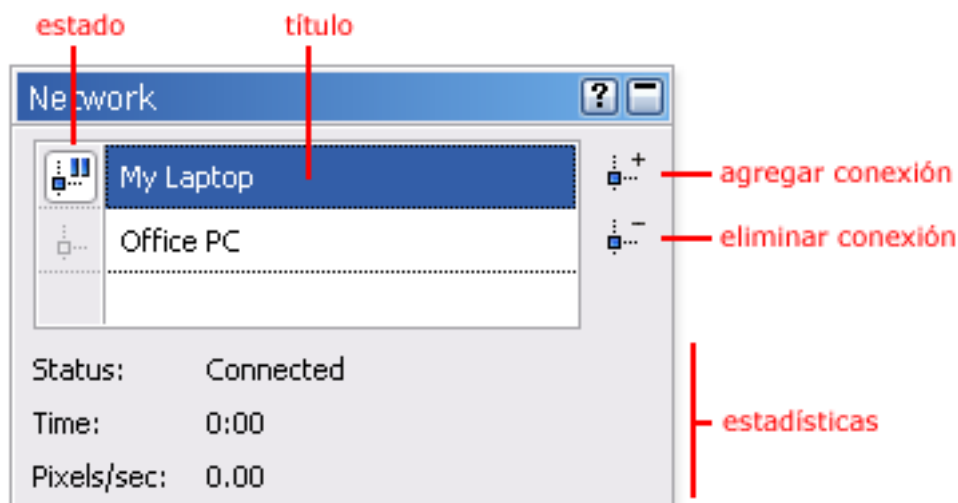 estado título
Network ?
My Laptop + agregar conexión
Office PC - eliminar conexión
Status: Connected
Time: 0:00 estadísticas
Pixels/sec: 0.00